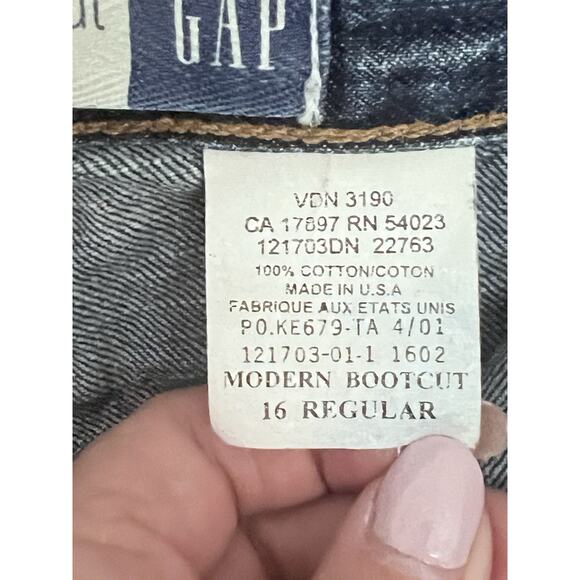 GAP
VDN 3190
CA 17897 RN 54023
121703DN 22763
100% COTTON/COTON
MADE IN U.S.A
FABRIQUE AUX ETATS UNIS
PO.KE679-TA 4/01
121703-01-1 1602
MODERN BOOTCUT
16 REGULAR